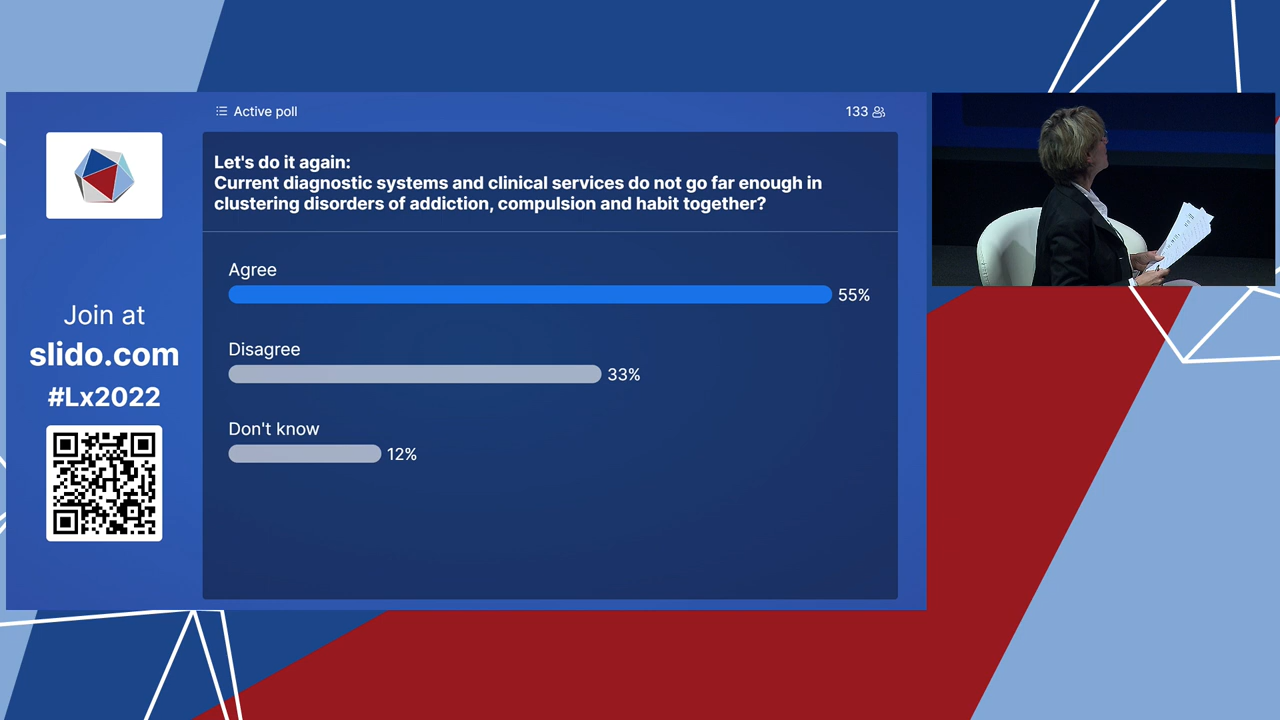 Active poll
133
Let's do it again:
Current diagnostic systems and clinical services do not go far enough in
clustering disorders of addiction, compulsion and habit together?
Agree
55%
Disagree
33%
Don't know
12%
Join at
slido.com
#Lx2022